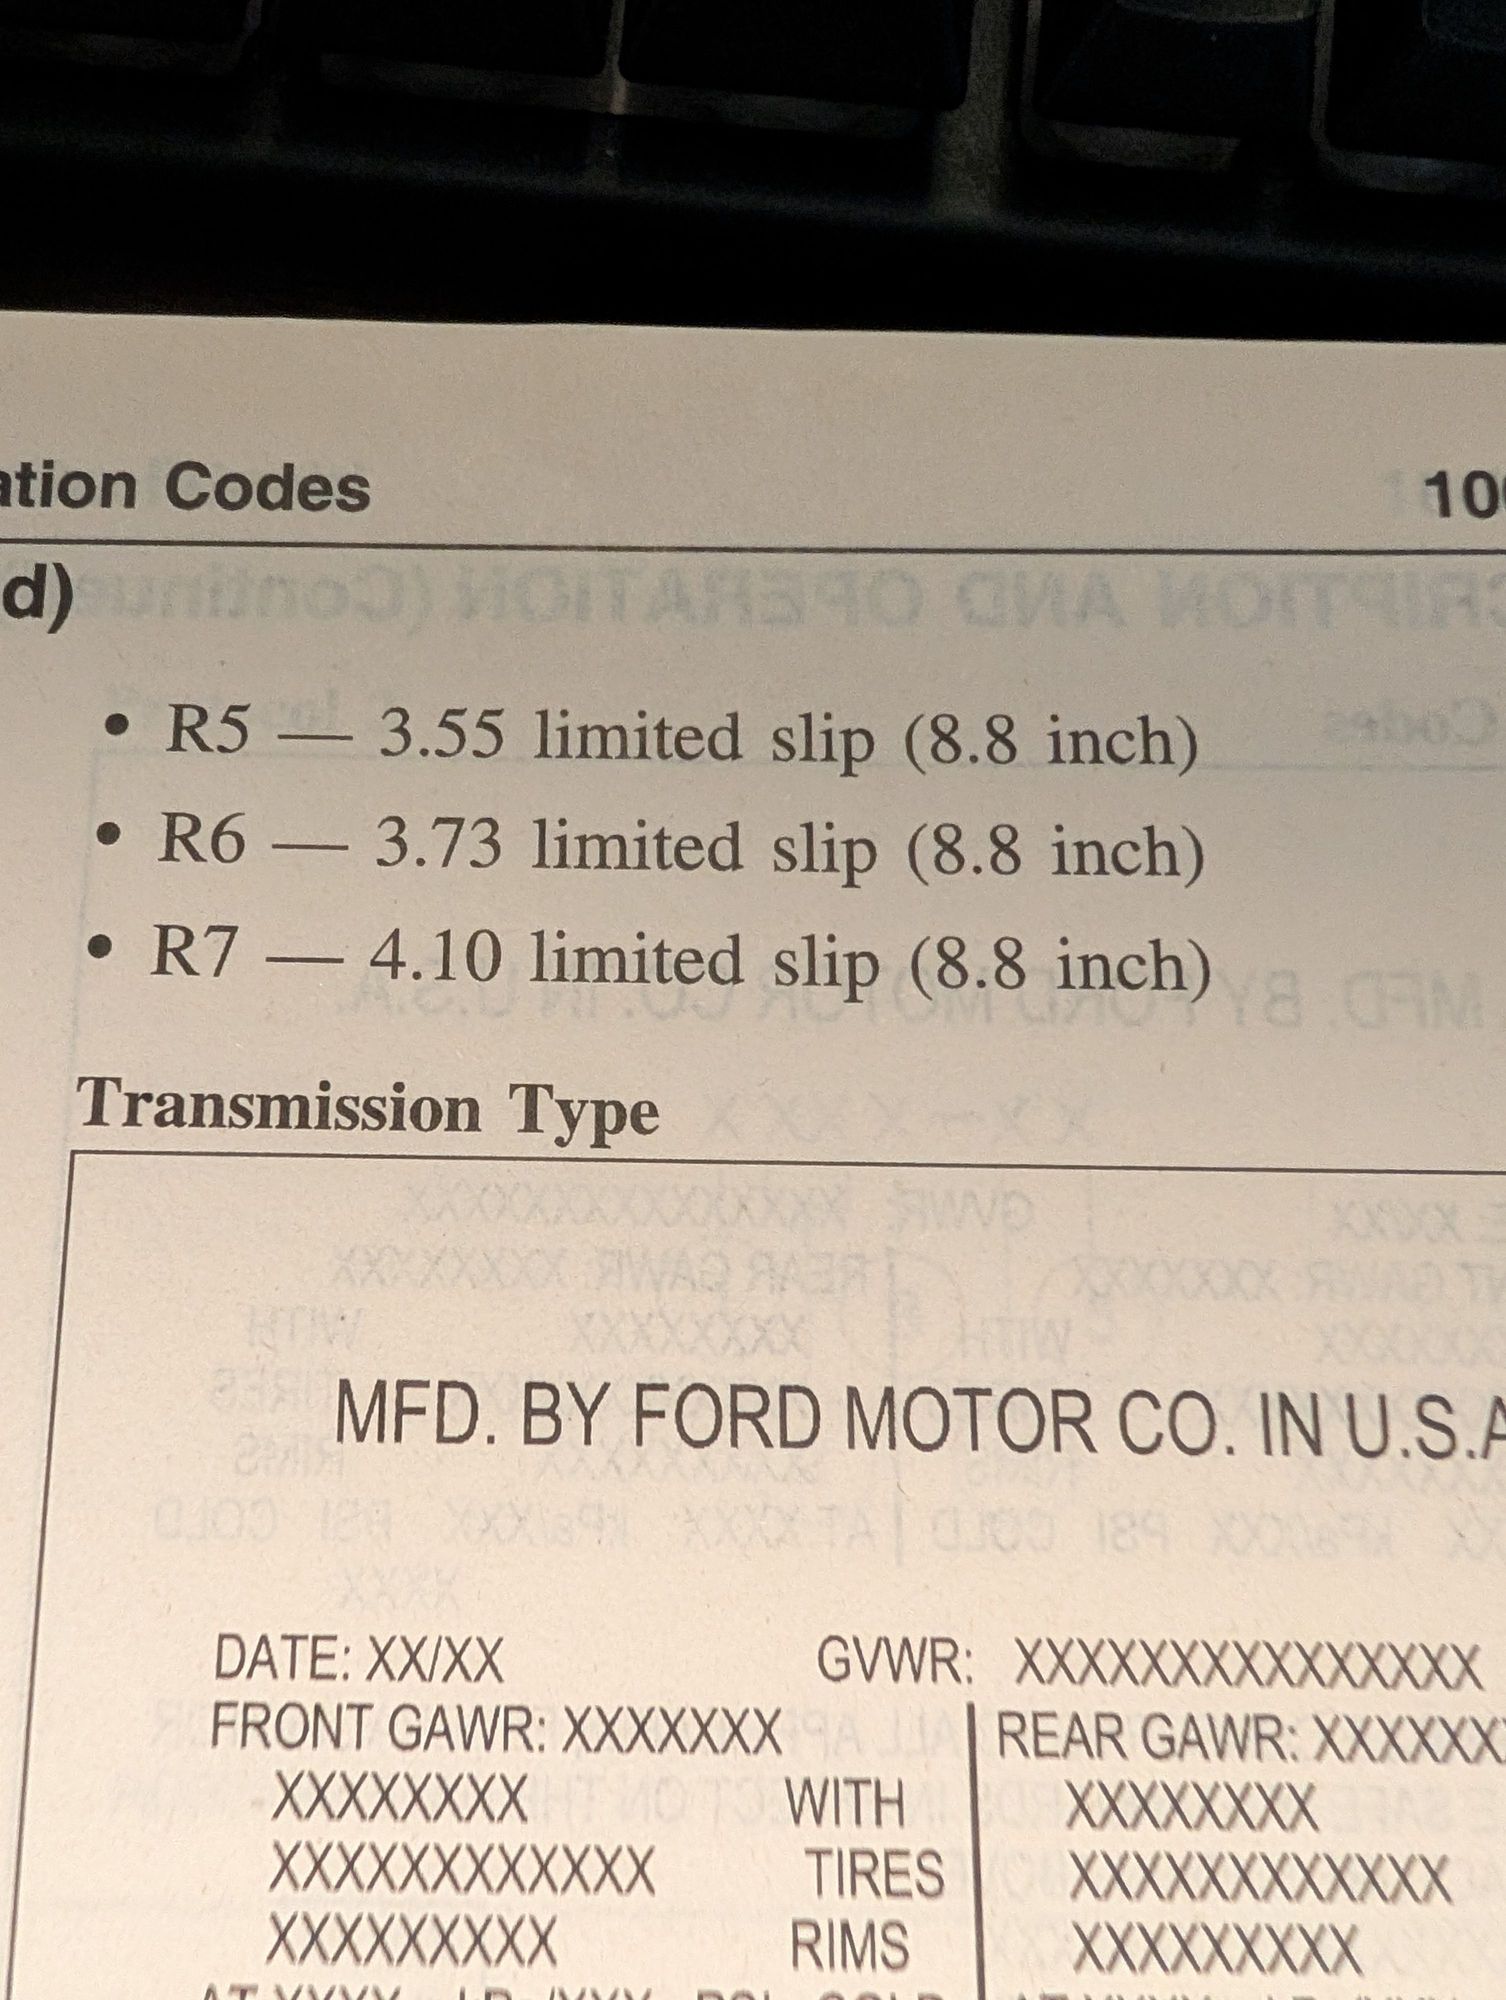 ation Codes 100
d)
• R5 — 3.55 limited slip (8.8 inch)
• R6 — 3.73 limited slip (8.8 inch)
• R7 — 4.10 limited slip (8.8 inch)
Transmission Type
MFD. BY FORD MOTOR CO. IN U.S.A
DATE: XX/XX GVWR: XXXXXXXXXXXXXXX
FRONT GAWR: XXXXXXX REAR GAWR: XXXXXXX
XXXXXXXX WITH XXXXXXXX
XXXXXXXXXXXX TIRES XXXXXXXXXXXX
XXXXXXXXX RIMS XXXXXXXXX